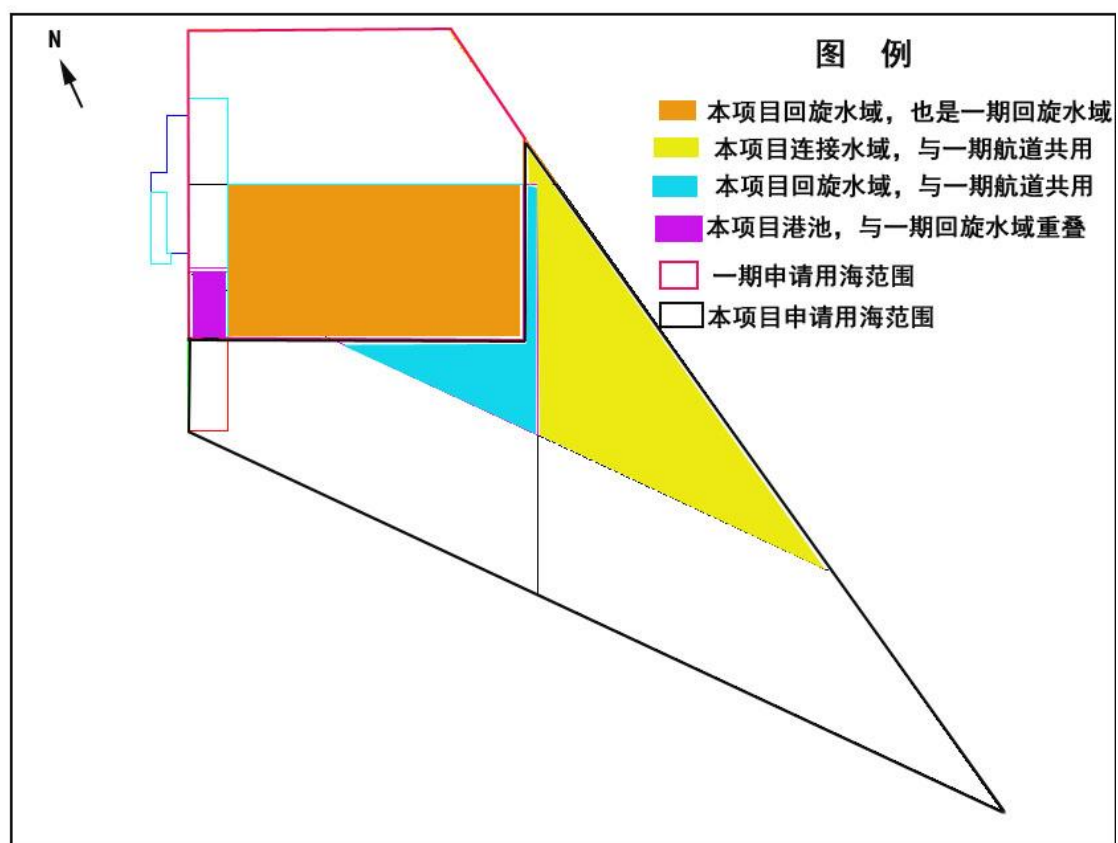 N
图 例
本项目回旋水域，也是一期回旋水域
本项目连接水域，与一期航道共用
本项目回旋水域，与一期航道共用
本项目港池，与一期回旋水域重叠
一期申请用海范围
本项目申请用海范围